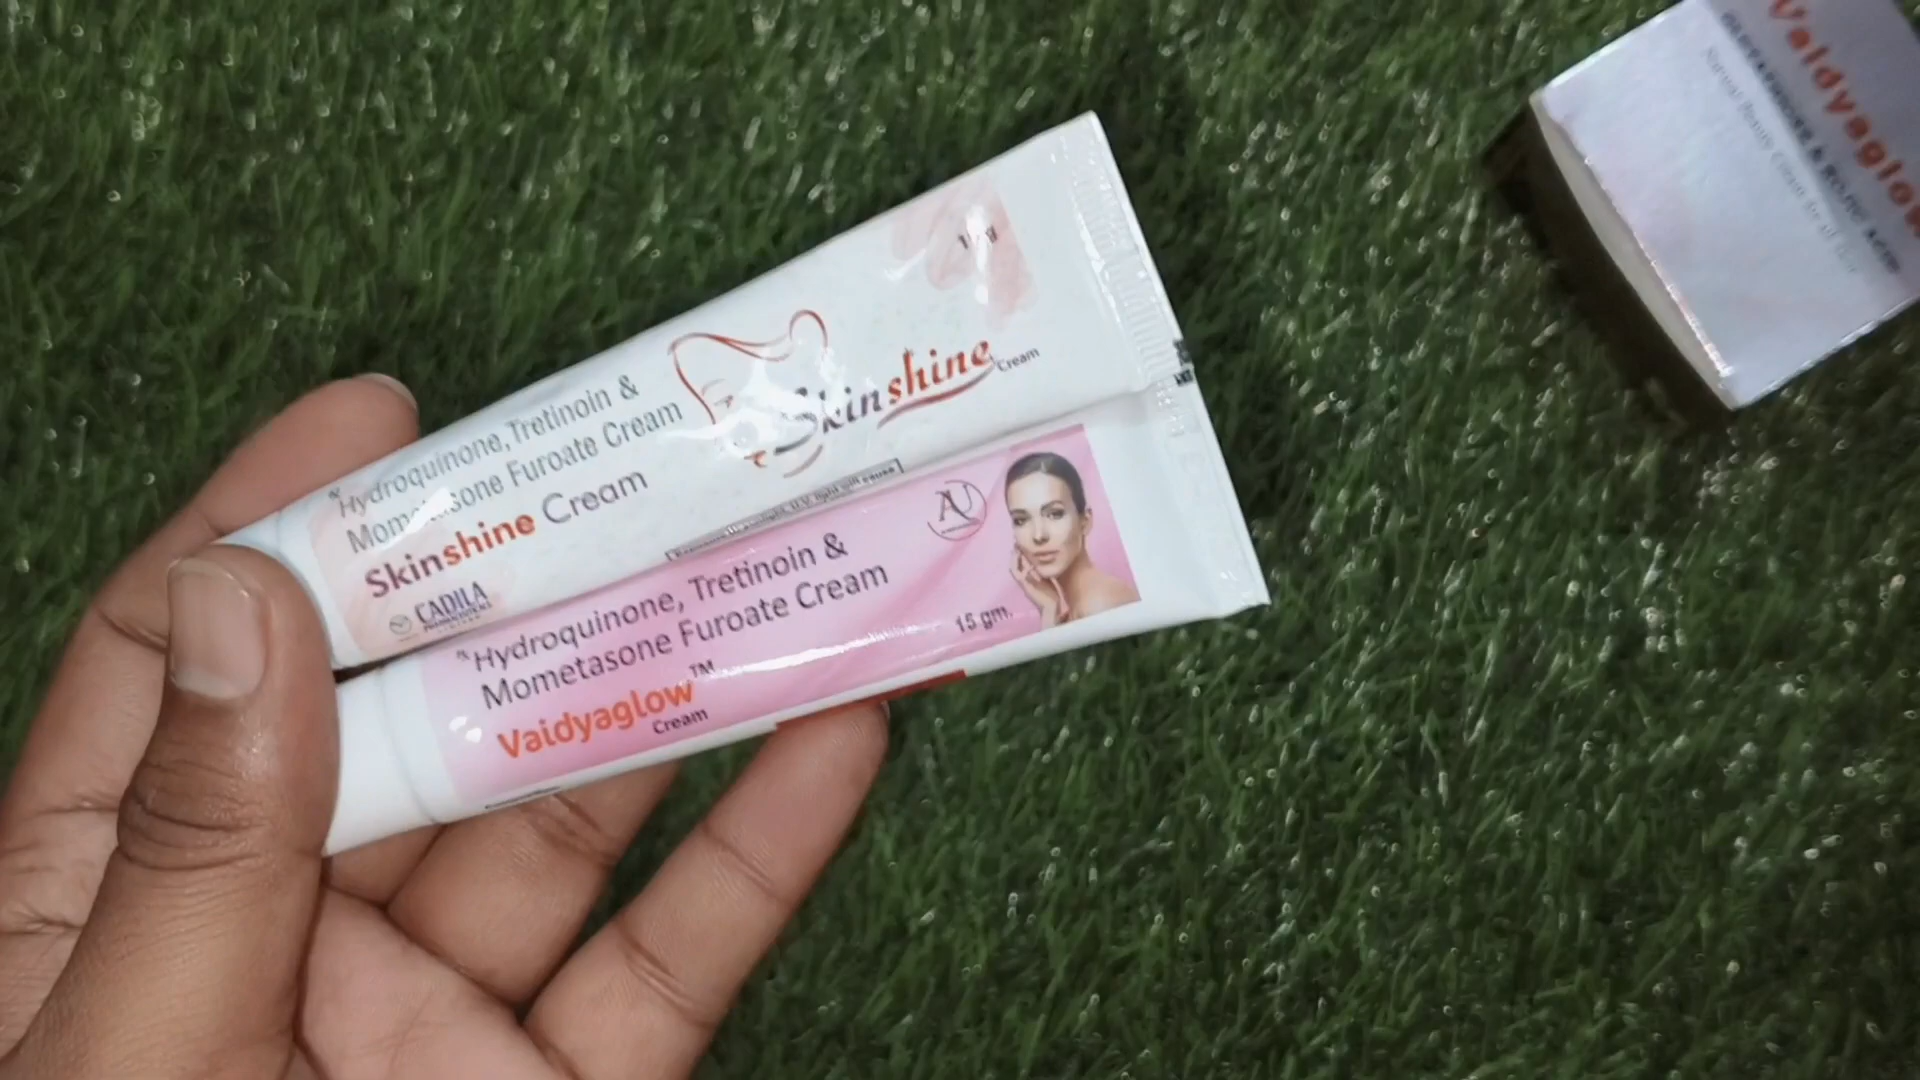 Rx
Hydroquinone, Tretinoin &
Mometasone Furoate Cream
Skinshine Cream
CADILA
Skinshine
Cream
Rx
Hydroquinone, Tretinoin &
Mometasone Furoate Cream
Vaidyaglow™
Cream
15 gm.
AU
Vaidyaglow